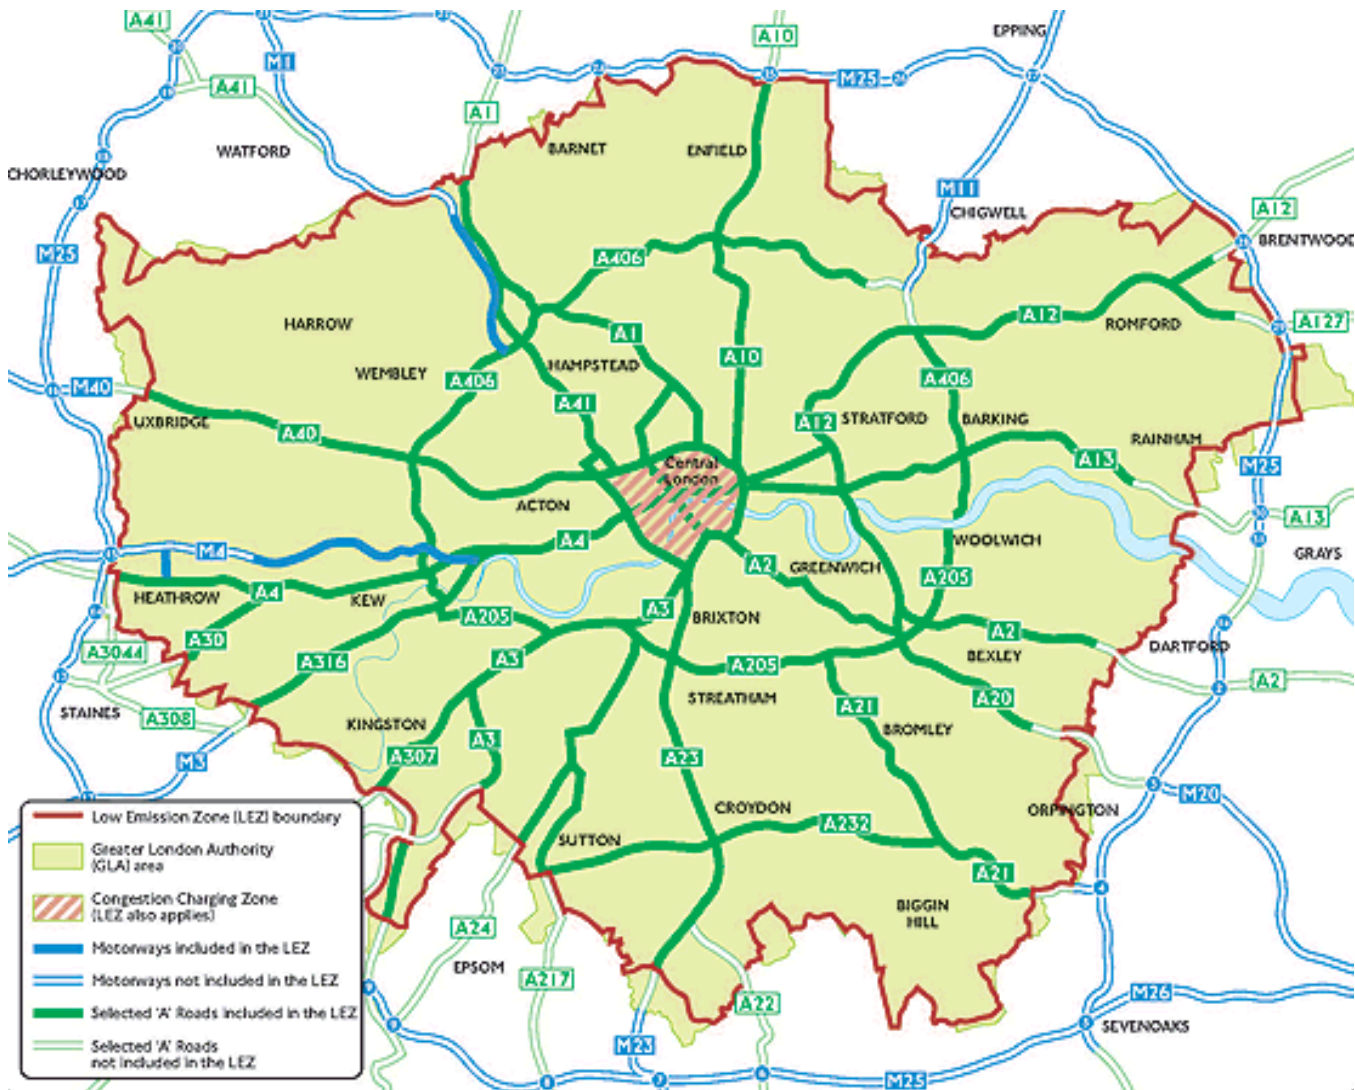 A41
A10
EPPING
M1
M25
A41
A1
WATFORD
BARNET
ENFIELD
CHORLEYWOOD
M11
CHIGWELL
A12
M25
BRENTWOOD
A406
HARROW
A1
A12
ROMFORD
A127
A10
HAMPSTEAD
WEMBLEY
A406
A406
M40
A41
UXBRIDGE
A12
STRATFORD
BARKING
A40
RAINHAM
Central
London
A13
M25
ACTON
A13
M4
A4
WOOLWICH
GRAYS
A2
GREENWICH
A205
HEATHROW
A4
KEW
A3
A205
BRIXTON
A30
A2
A3044
A316
A3
A205
BEXLEY
DARTFORD
A2
STREATHAM
A20
STAINES
A308
KINGSTON
A21
BROMLEY
A3
M3
A307
A23
M20
CROYDON
ORPINGTON
SUTTON
A232
A21
BIGGIN
HILL
A24
EPSOM
A217
A22
M26
SEVENOAKS
M23
M25
Low Emission Zone (LEZ) boundary
Greater London Authority
(GLA) area
Congestion Charging Zone
(LEZ also applies)
Motorways included in the LEZ
Motorways not included in the LEZ
Selected 'A' Roads included in the LEZ
Selected 'A' Roads
not included in the LEZ